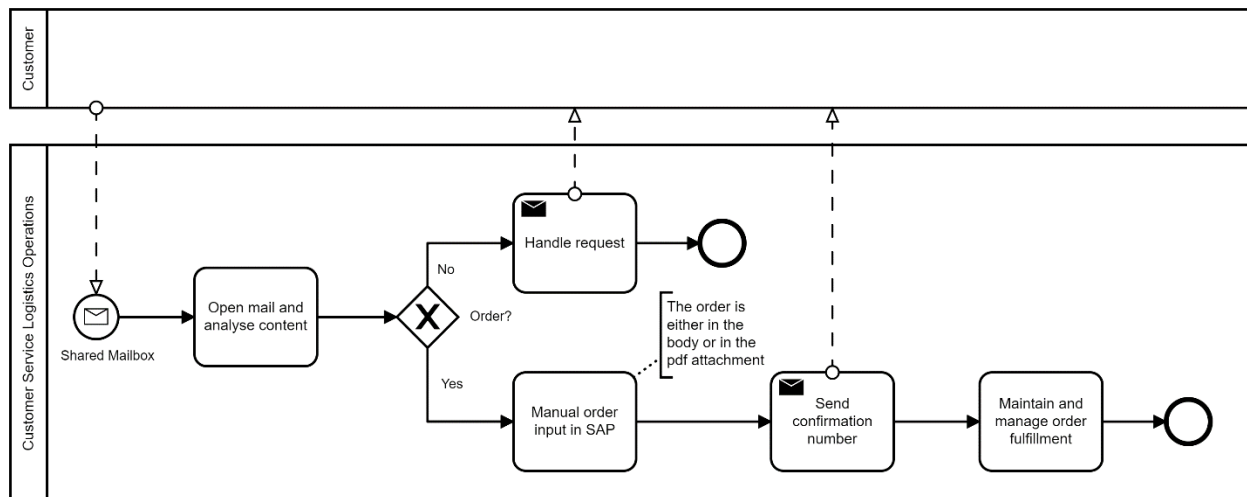 Customer
Customer Service Logistics Operations
Shared Mailbox
Open mail and
analyse content
Order?
No
Handle request
Yes
The order is
either in the
body or in the
pdf attachment
Manual order
input in SAP
Send
confirmation
number
Maintain and
manage order
fulfillment